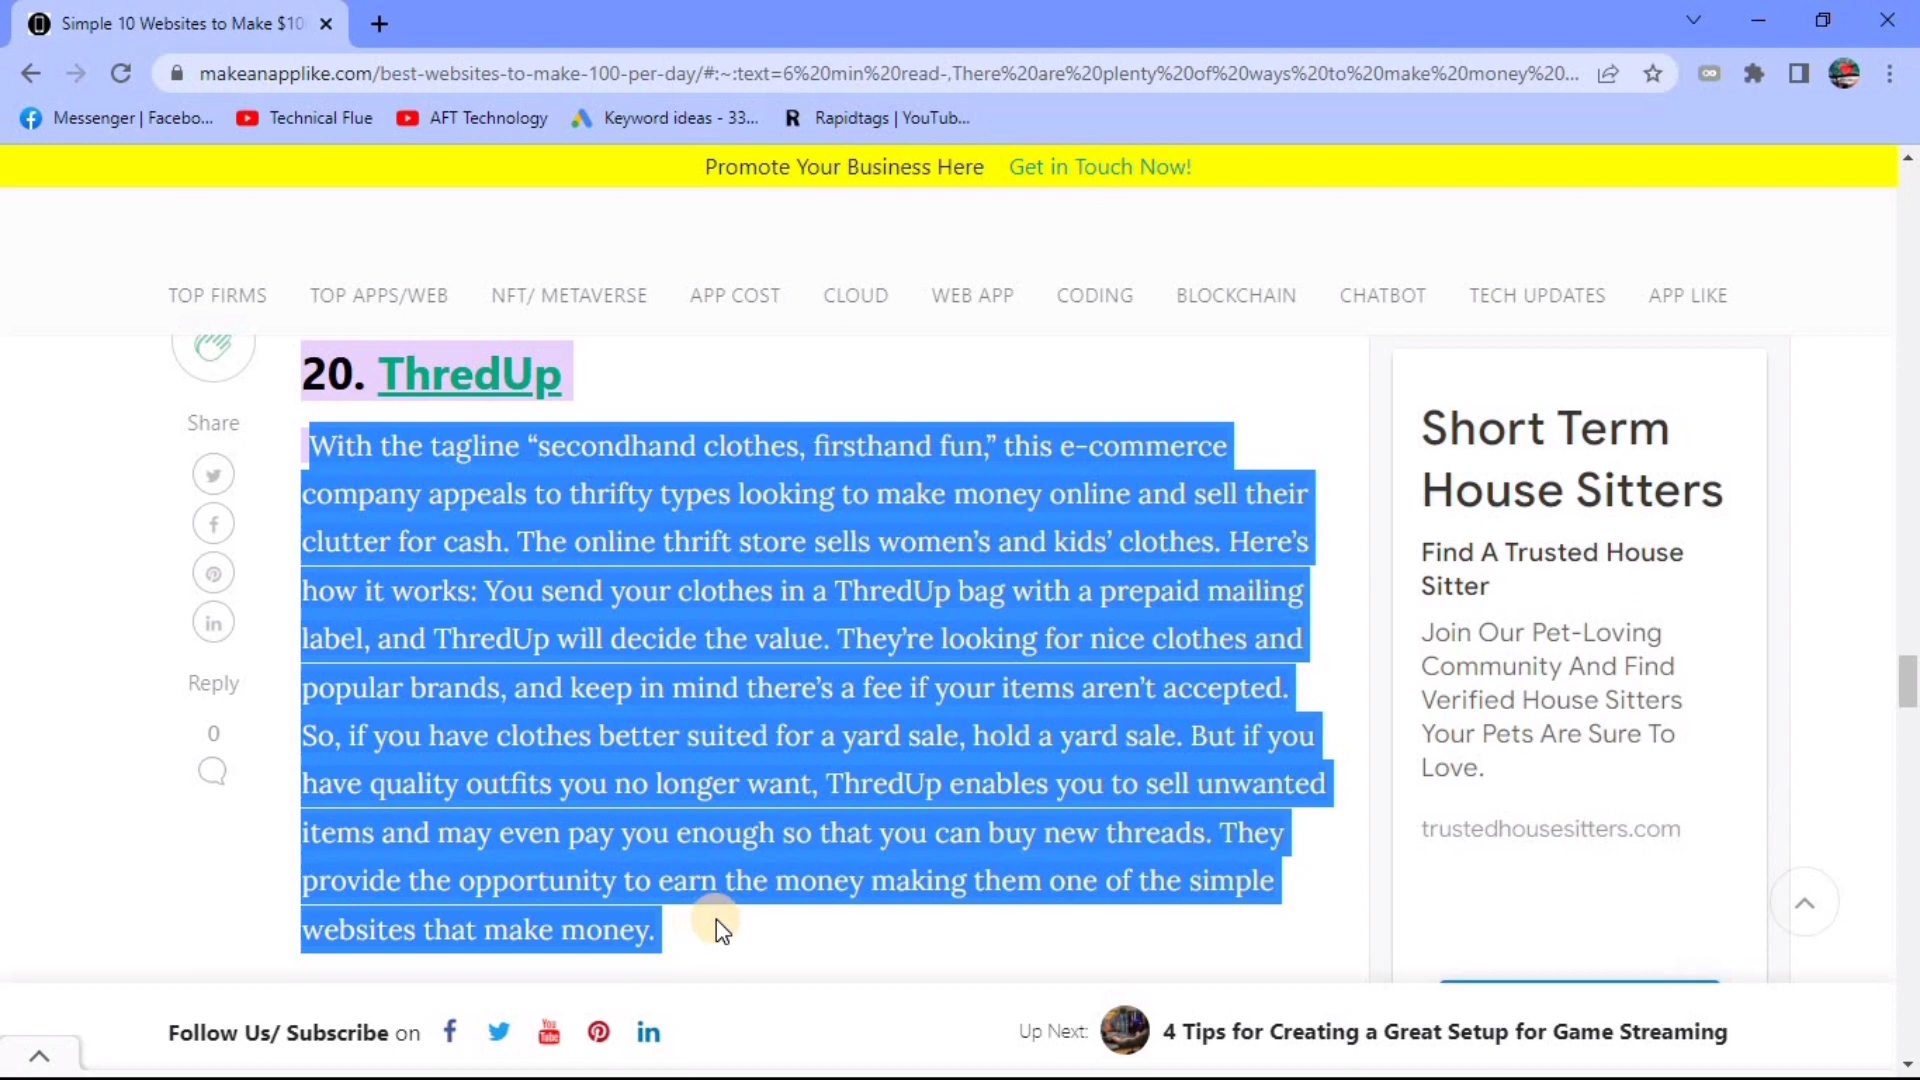 Simple 10 Websites to Make $10
makeanapplike.com/best-websites-to-make-100-per-day/#:~:text=6%20min%20read-,There%20are%20plenty%20of%20ways%20to%20make%20money%20...
Messenger | Facebo...
Technical Flue
AFT Technology
Keyword ideas - 33...
R
Rapidtags | YouTub...
Promote Your Business Here Get in Touch Now!
TOP FIRMS
TOP APPS/WEB
NFT/ METAVERSE
APP COST
CLOUD
WEB APP
CODING
BLOCKCHAIN
CHATBOT
TECH UPDATES
APP LIKE
Share
Reply
0
20. ThredUp
With the tagline “secondhand clothes, firsthand fun,” this e-commerce
company appeals to thrifty types looking to make money online and sell their
clutter for cash. The online thrift store sells women’s and kids’ clothes. Here’s
how it works: You send your clothes in a ThredUp bag with a prepaid mailing
label, and ThredUp will decide the value. They’re looking for nice clothes and
popular brands, and keep in mind there’s a fee if your items aren’t accepted.
So, if you have clothes better suited for a yard sale, hold a yard sale. But if you
have quality outfits you no longer want, ThredUp enables you to sell unwanted
items and may even pay you enough so that you can buy new threads. They
provide the opportunity to earn the money making them one of the simple
websites that make money.
Short Term
House Sitters
Find A Trusted House
Sitter
Join Our Pet-Loving
Community And Find
Verified House Sitters
Your Pets Are Sure To
Love.
trustedhousesitters.com
Follow Us/ Subscribe on
You Tube
Up Next:
4 Tips for Creating a Great Setup for Game Streaming